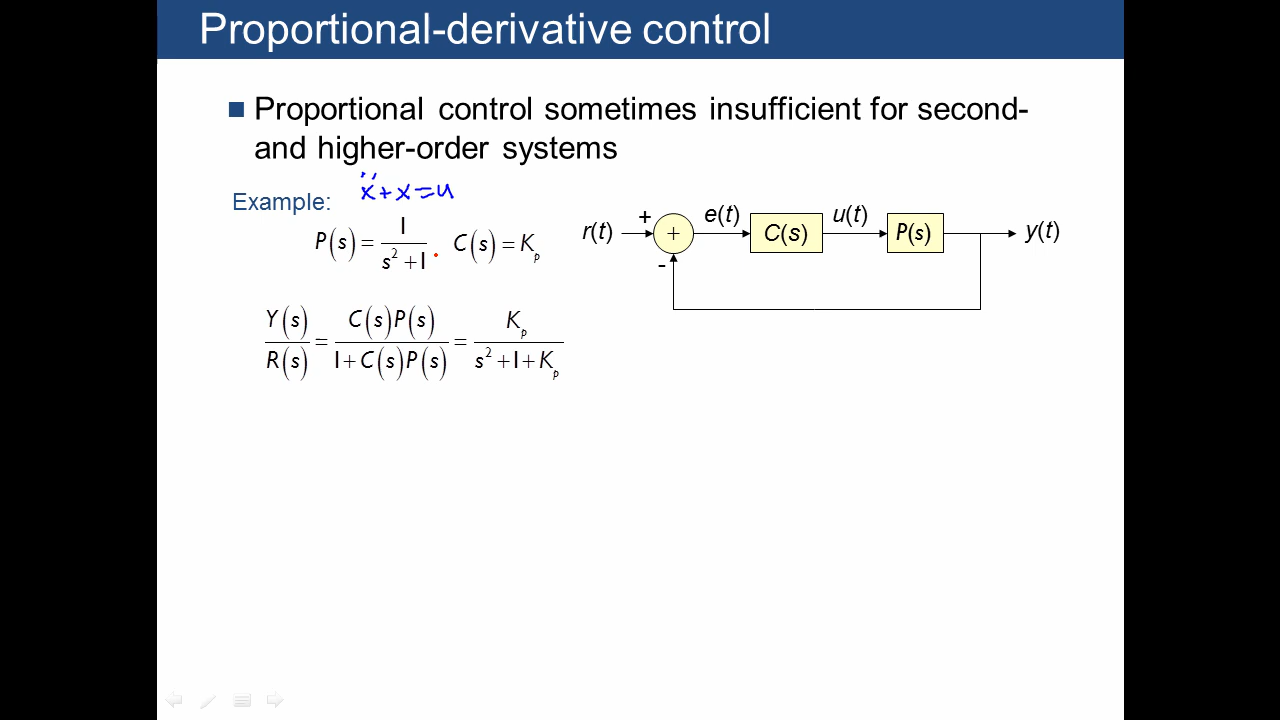 Proportional-derivative control
Proportional control sometimes insufficient for second-
and higher-order systems
ẍ+x=u
Example:
P(s) = 1/(s²+1) . C(s) = Kₚ
Y(s)/R(s) = C(s)P(s)/(1+C(s)P(s)) = Kₚ/(s²+1+Kₚ)
r(t) + + - e(t) C(s) u(t) P(s) y(t)